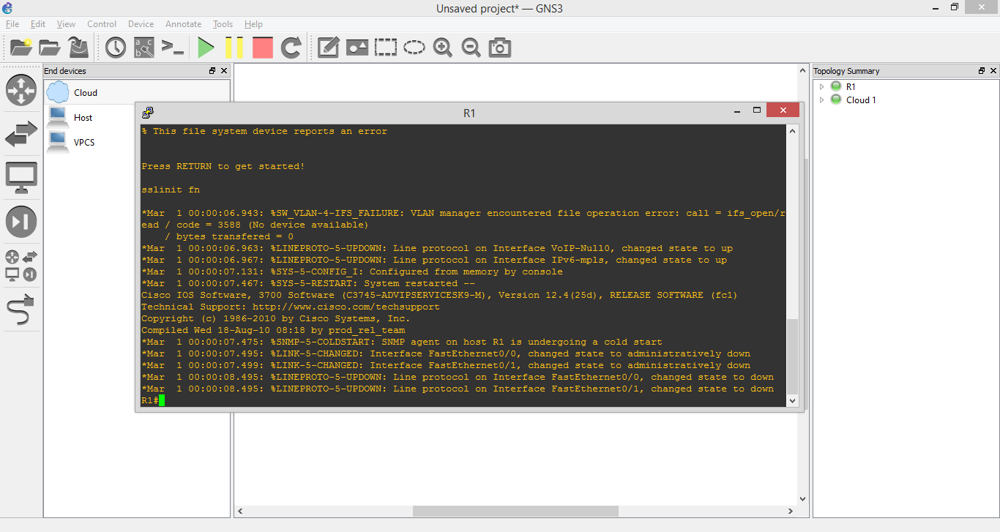 Unsaved project* — GNS3
File Edit View Control Device Annotate Tools Help
End devices
Cloud
Host
VPCS
Topology Summary
R1
Cloud 1
R1
% This file system device reports an error
Press RETURN to get started!
sslinit fn
*Mar  1 00:00:06.943: %SW_VLAN-4-IFS_FAILURE: VLAN manager encountered file operation error: call = ifs_open/r
ead / code = 3588 (No device available)
/ bytes transfered = 0
*Mar  1 00:00:06.963: %LINEPROTO-5-UPDOWN: Line protocol on Interface VoIP-Null0, changed state to up
*Mar  1 00:00:06.967: %LINEPROTO-5-UPDOWN: Line protocol on Interface IPv6-mpls, changed state to up
*Mar  1 00:00:07.131: %SYS-5-CONFIG_I: Configured from memory by console
*Mar  1 00:00:07.467: %SYS-5-RESTART: System restarted --
Cisco IOS Software, 3700 Software (C3745-ADVIPSERVICESK9-M), Version 12.4(25d), RELEASE SOFTWARE (fc1)
Technical Support: http://www.cisco.com/techsupport
Copyright (c) 1986-2010 by Cisco Systems, Inc.
Compiled Wed 18-Aug-10 08:18 by prod_rel_team
*Mar  1 00:00:07.475: %SNMP-5-COLDSTART: SNMP agent on host R1 is undergoing a cold start
*Mar  1 00:00:07.495: %LINK-5-CHANGED: Interface FastEthernet0/0, changed state to administratively down
*Mar  1 00:00:07.499: %LINK-5-CHANGED: Interface FastEthernet0/1, changed state to administratively down
*Mar  1 00:00:08.495: %LINEPROTO-5-UPDOWN: Line protocol on Interface FastEthernet0/0, changed state to down
*Mar  1 00:00:08.495: %LINEPROTO-5-UPDOWN: Line protocol on Interface FastEthernet0/1, changed state to down
R1#